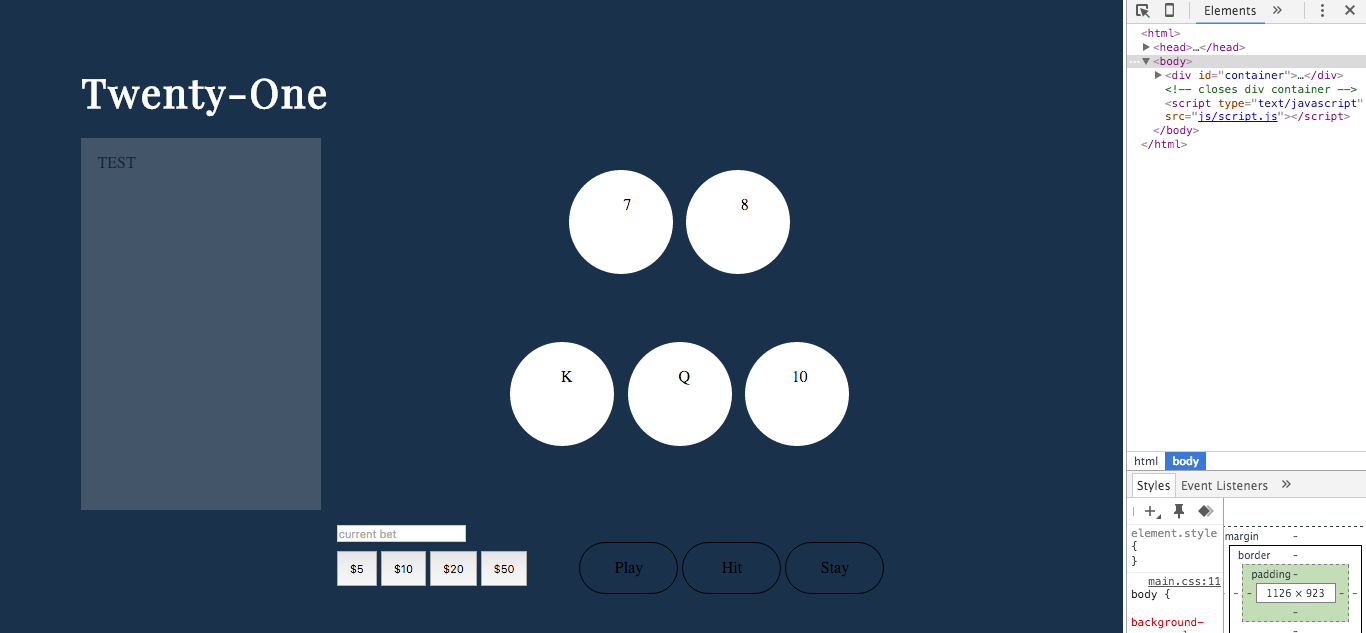 Twenty-One
TEST
7 8
K Q 10
current bet
$5 $10 $20 $50
Play Hit Stay
Elements »
<html>
<head>…</head>
<body>
<div id="container">…</div>
<!-- closes div container -->
<script type="text/javascript"
src="js/script.js"></script>
</body>
</html>
html body
Styles Event Listeners »
element.style
{
}
main.css:11
body {
background-
margin -
border -
padding -
- - 1126 × 923 - -
-
-